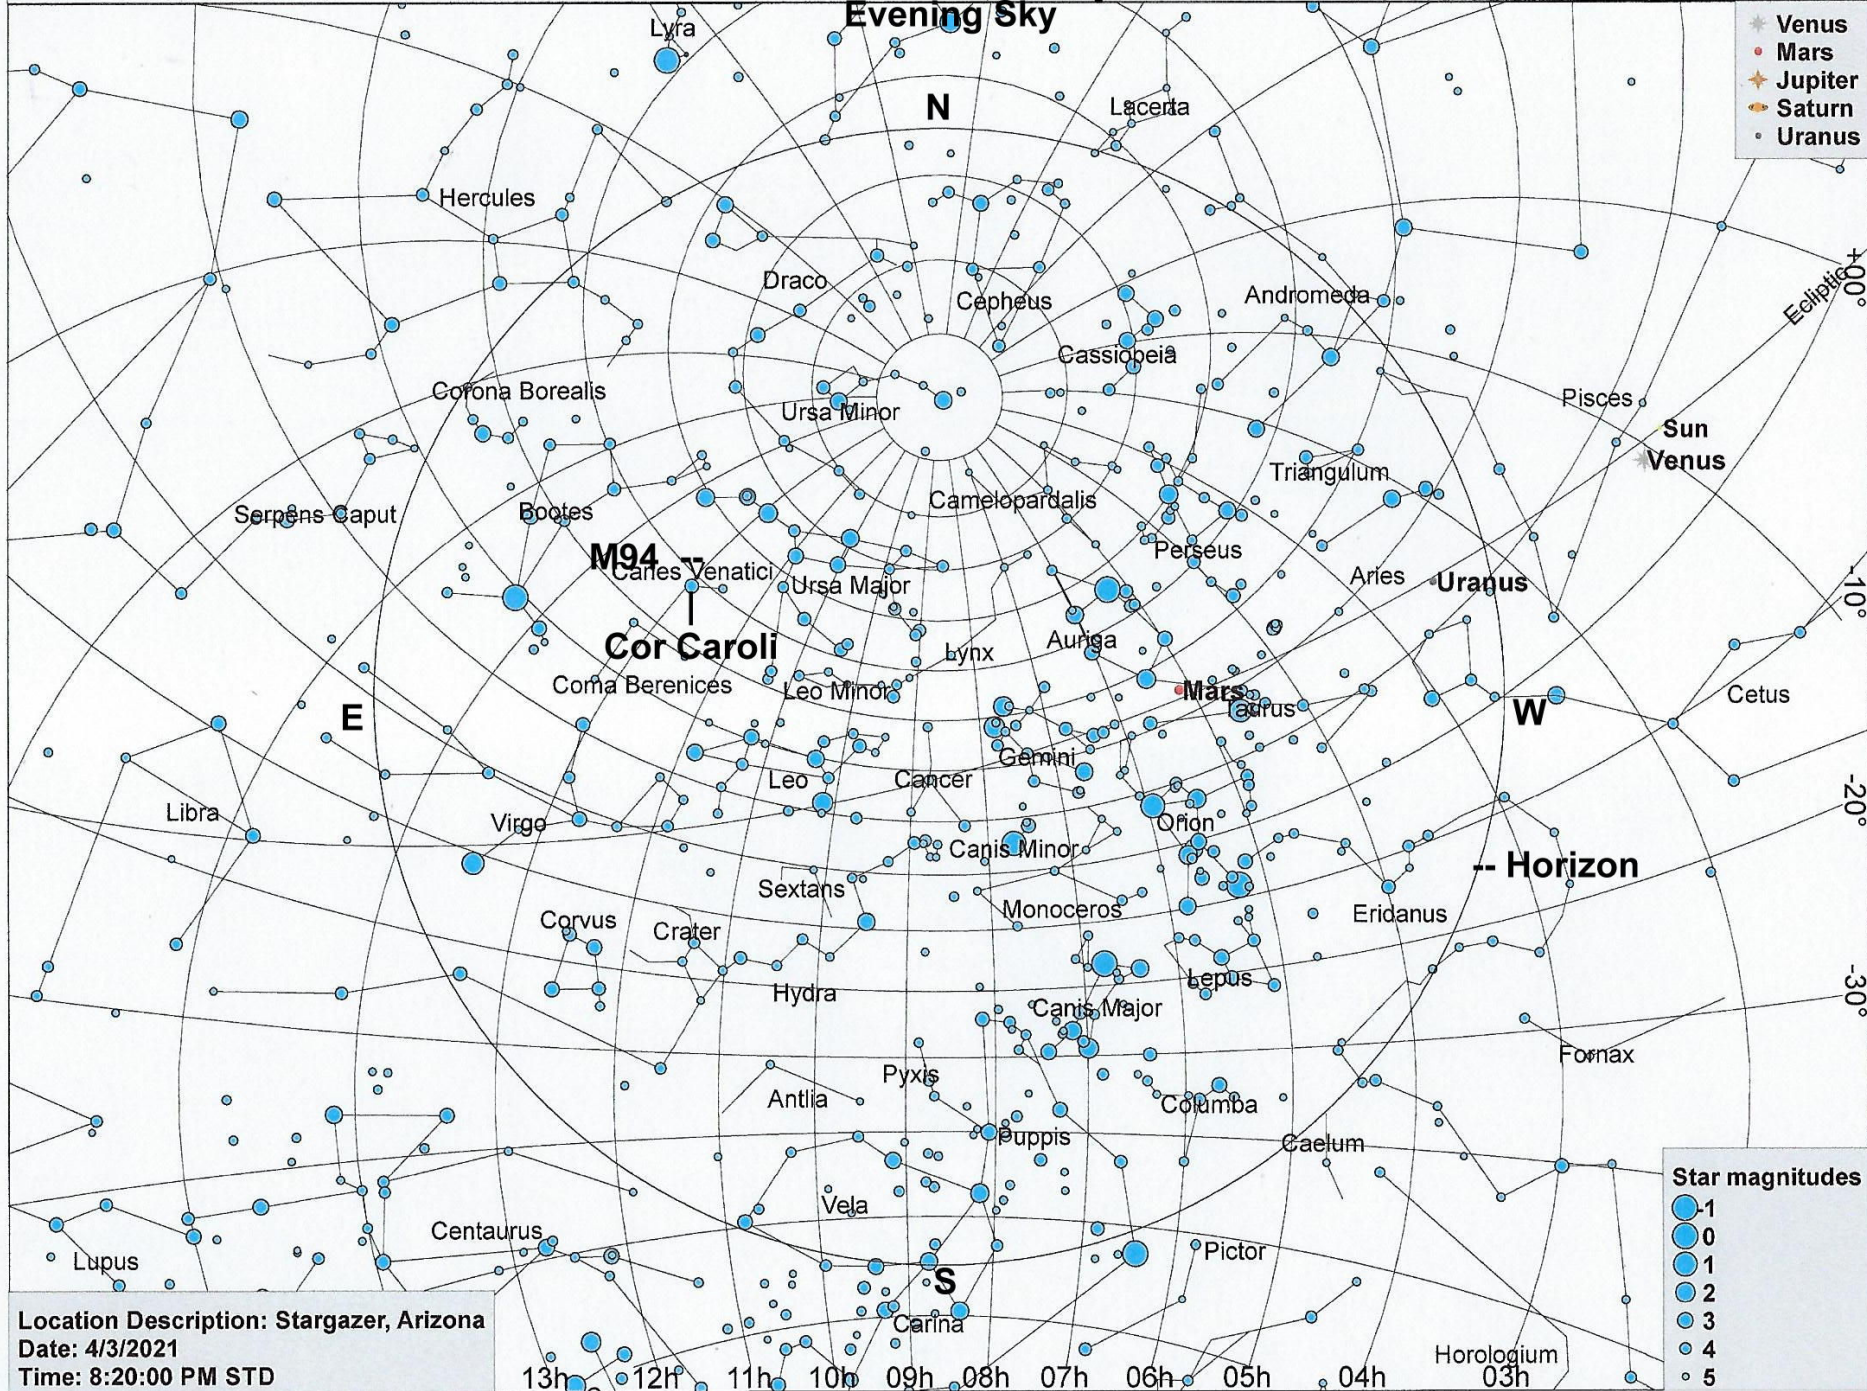 Evening Sky
Lyra
Venus
Mars
Jupiter
Saturn
Uranus
N
Lacerta
Hercules
Draco
Cepheus
Andromeda
+00°
Ecliptic
Cassiopeia
Corona Borealis
Ursa Minor
Pisces
Sun
Venus
Triangulum
Camelopardalis
Serpens Caput
Bootes
Perseus
M94 --
Canes Venatici
Ursa Major
Aries
Uranus
-10°
Cor Caroli
Auriga
Lynx
Coma Berenices
Leo Minor
Mars
Taurus
Cetus
E
W
Gemini
Leo
Cancer
-20°
Libra
Virgo
Orion
Canis Minor
-- Horizon
Sextans
Monoceros
Eridanus
Corvus
Crater
Lepus
-30°
Hydra
Canis Major
Fornax
Pyxis
Antlia
Columba
Puppis
Caelum
Star magnitudes
-1
0
1
2
3
4
5
Vela
Centaurus
Pictor
Lupus
S
Carina
Horologium
Location Description: Stargazer, Arizona
Date: 4/3/2021
Time: 8:20:00 PM STD
13h 12h 11h 10h 09h 08h 07h 06h 05h 04h 03h